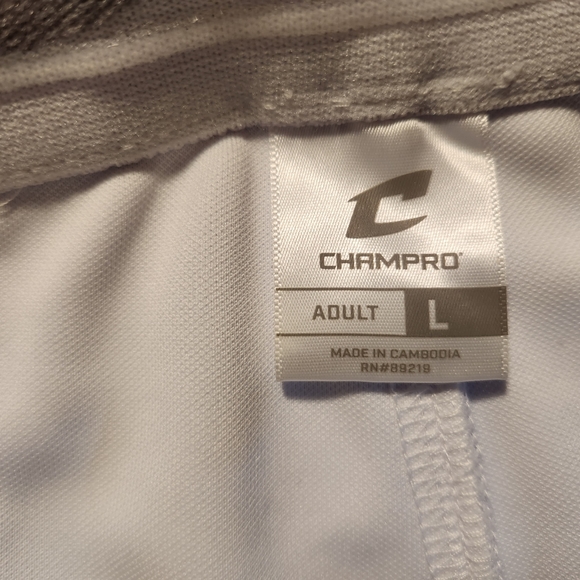 CHAMPRO
ADULT L
MADE IN CAMBODIA
RN#89219